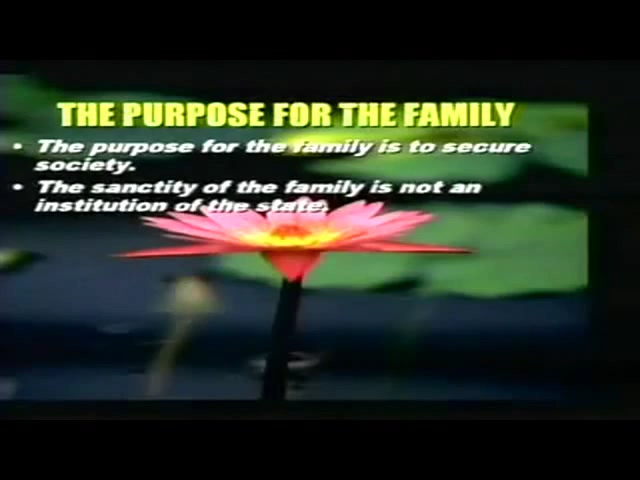 THE PURPOSE FOR THE FAMILY
• The purpose for the family is to secure
society.
• The sanctity of the family is not an
institution of the state.